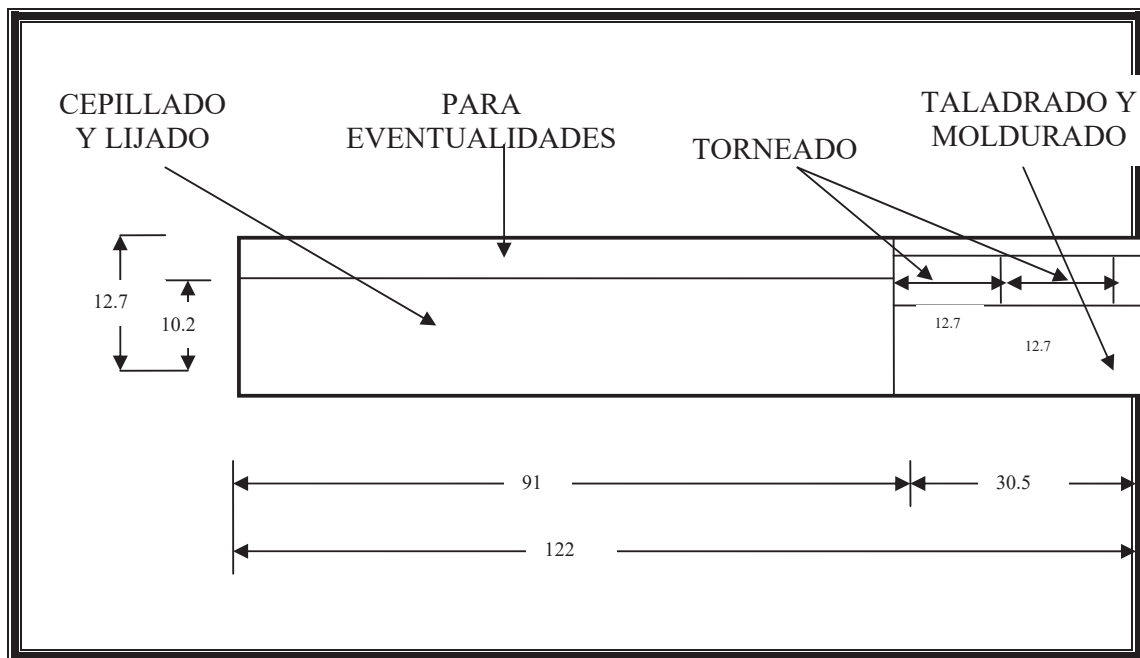 CEPILLADO
Y LIJADO
PARA
EVENTUALIDADES
TORNEADO
TALADRADO Y
MOLDURADO
12.7
10.2
12.7
12.7
91
30.5
122